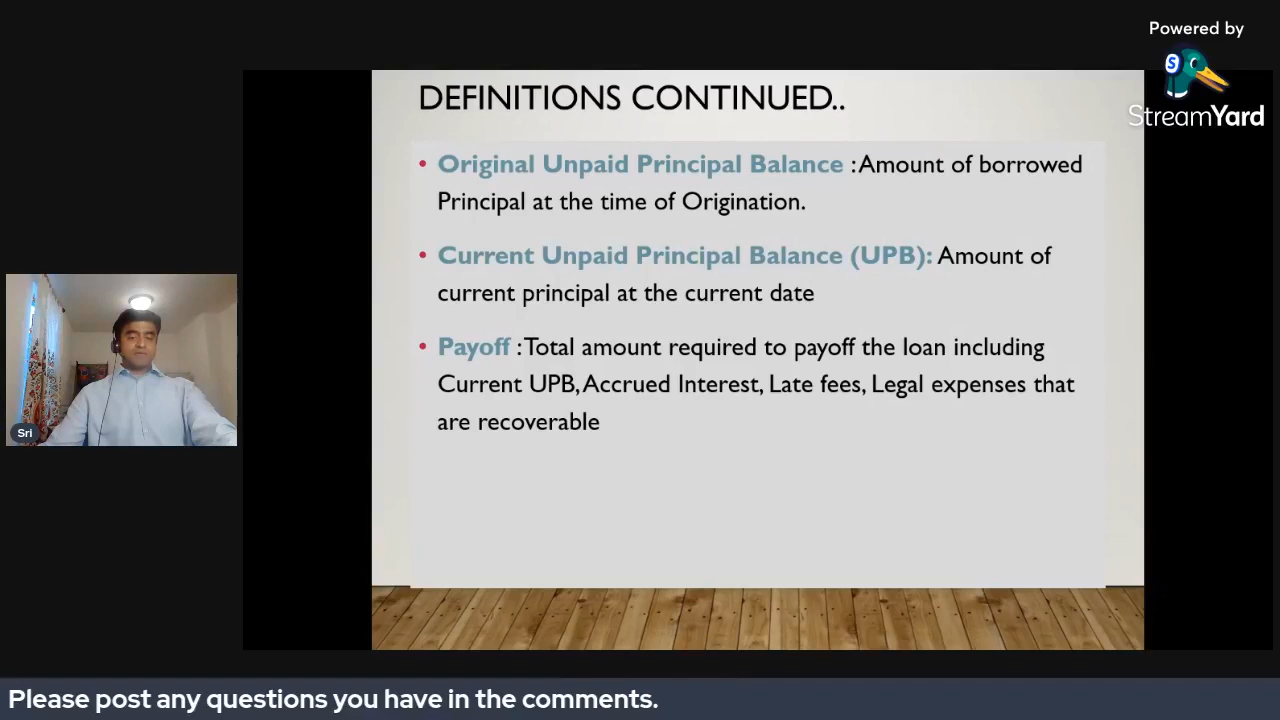 Powered by
StreamYard
DEFINITIONS CONTINUED..
• Original Unpaid Principal Balance : Amount of borrowed
Principal at the time of Origination.
• Current Unpaid Principal Balance (UPB): Amount of
current principal at the current date
• Payoff : Total amount required to payoff the loan including
Current UPB, Accrued Interest, Late fees, Legal expenses that
are recoverable
Sri
Please post any questions you have in the comments.